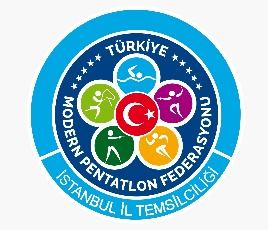 TÜRKİYE
MODERN PENTATLON FEDERASYONU
İSTANBUL İL TEMSİLCİLİĞİ